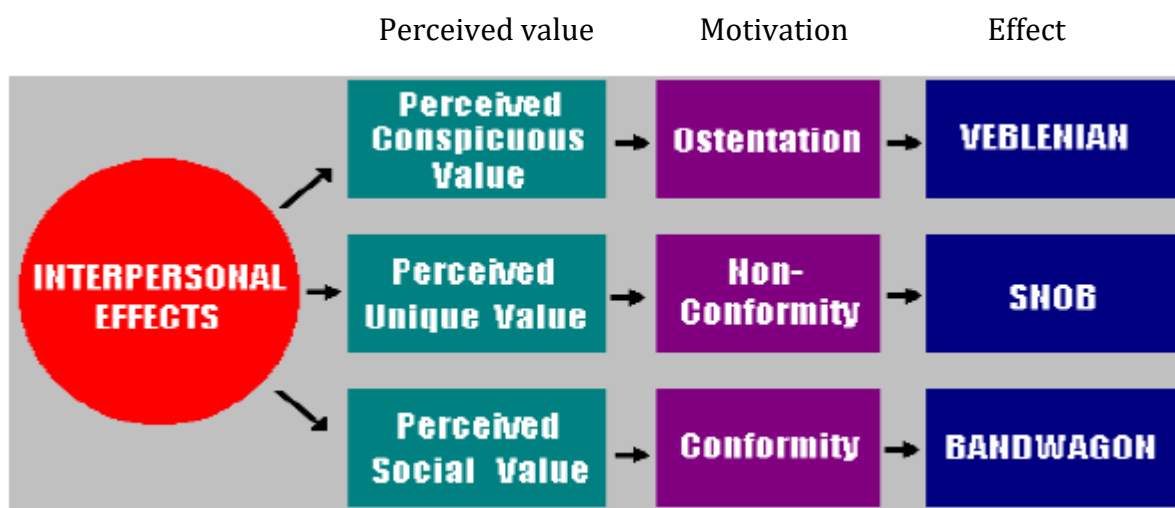 Perceived value Motivation Effect
Perceived
Conspicuous
Value
Ostentation
VEBLENIAN
INTERPERSONAL
EFFECTS
Perceived
Unique Value
Non-
Conformity
SNOB
Perceived
Social Value
Conformity
BANDWAGON